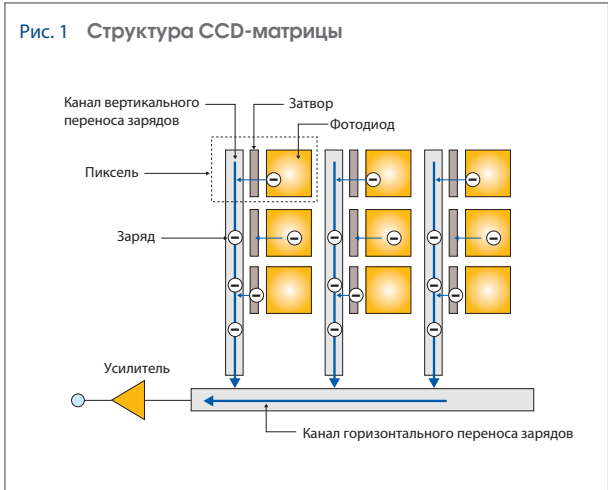 Рис. 1 Структура CCD-матрицы
Канал вертикального
переноса зарядов
Затвор
Фотодиод
Пиксель
Заряд
Усилитель
Канал горизонтального переноса зарядов